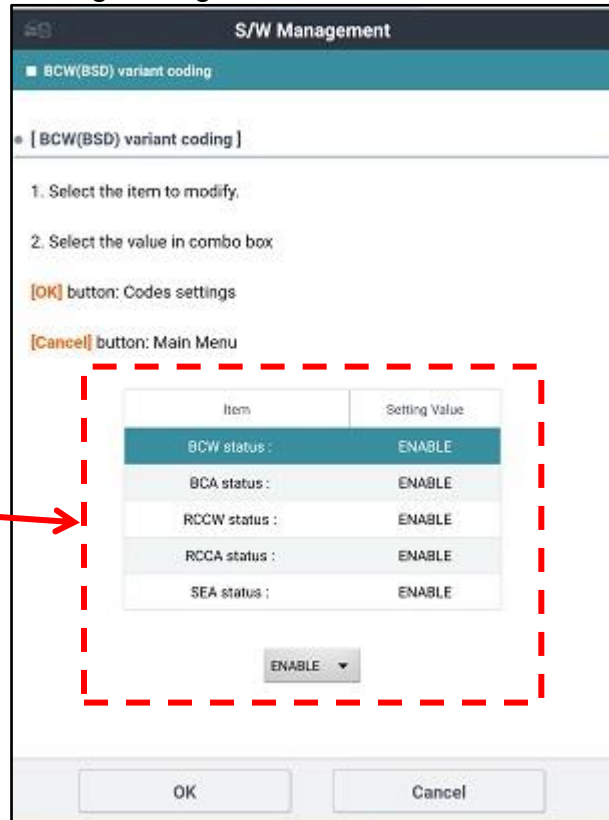 S/W Management
■ BCW(BSD) variant coding
• [ BCW(BSD) variant coding ]
1. Select the item to modify.
2. Select the value in combo box
[OK] button: Codes settings
[Cancel] button: Main Menu
Item Setting Value
BCW status : ENABLE
BCA status : ENABLE
RCCW status : ENABLE
RCCA status : ENABLE
SEA status : ENABLE
ENABLE
OK Cancel